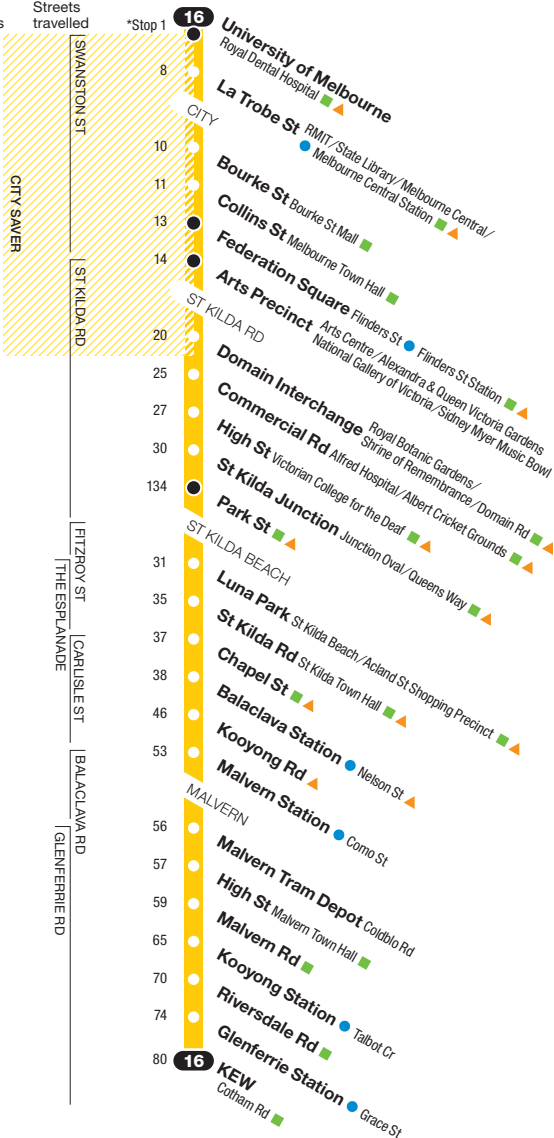 Streets
travelled
s
*Stop 1
16
University of Melbourne
Royal Dental Hospital
8
La Trobe St RMIT/State Library/Melbourne Central/
Melbourne Central Station
CITY
10
Bourke St Bourke St Mall
11
Collins St Melbourne Town Hall
13
Federation Square Flinders St Flinders St Station
14
Arts Precinct Arts Centre/Alexandra & Queen Victoria Gardens
National Gallery of Victoria/Sidney Myer Music Bowl
ST KILDA RD
20
Domain Interchange Royal Botanic Gardens/
Shrine of Remembrance/Domain Rd
25
Commercial Rd Alfred Hospital/Albert Cricket Grounds
27
High St Victorian College for the Deaf
30
St Kilda Junction Junction Oval/Queens Way
134
Park St
ST KILDA BEACH
31
Luna Park St Kilda Beach/Acland St Shopping Precinct
35
St Kilda Rd St Kilda Town Hall
37
Chapel St
38
Balaclava Station Nelson St
46
Kooyong Rd
53
Malvern Station Como St
MALVERN
56
Malvern Tram Depot Coldblo Rd
57
High St Malvern Town Hall
59
Malvern Rd
65
Kooyong Station Talbot Cr
70
Riversdale Rd
74
Glenferrie Station Grace St
80
16
KEW
Cotham Rd
CITY SAVER
SWANSTON ST
ST KILDA RD
FITZROY ST
THE ESPLANADE
CARLISLE ST
BALACLAVA RD
GLENFERRIE RD